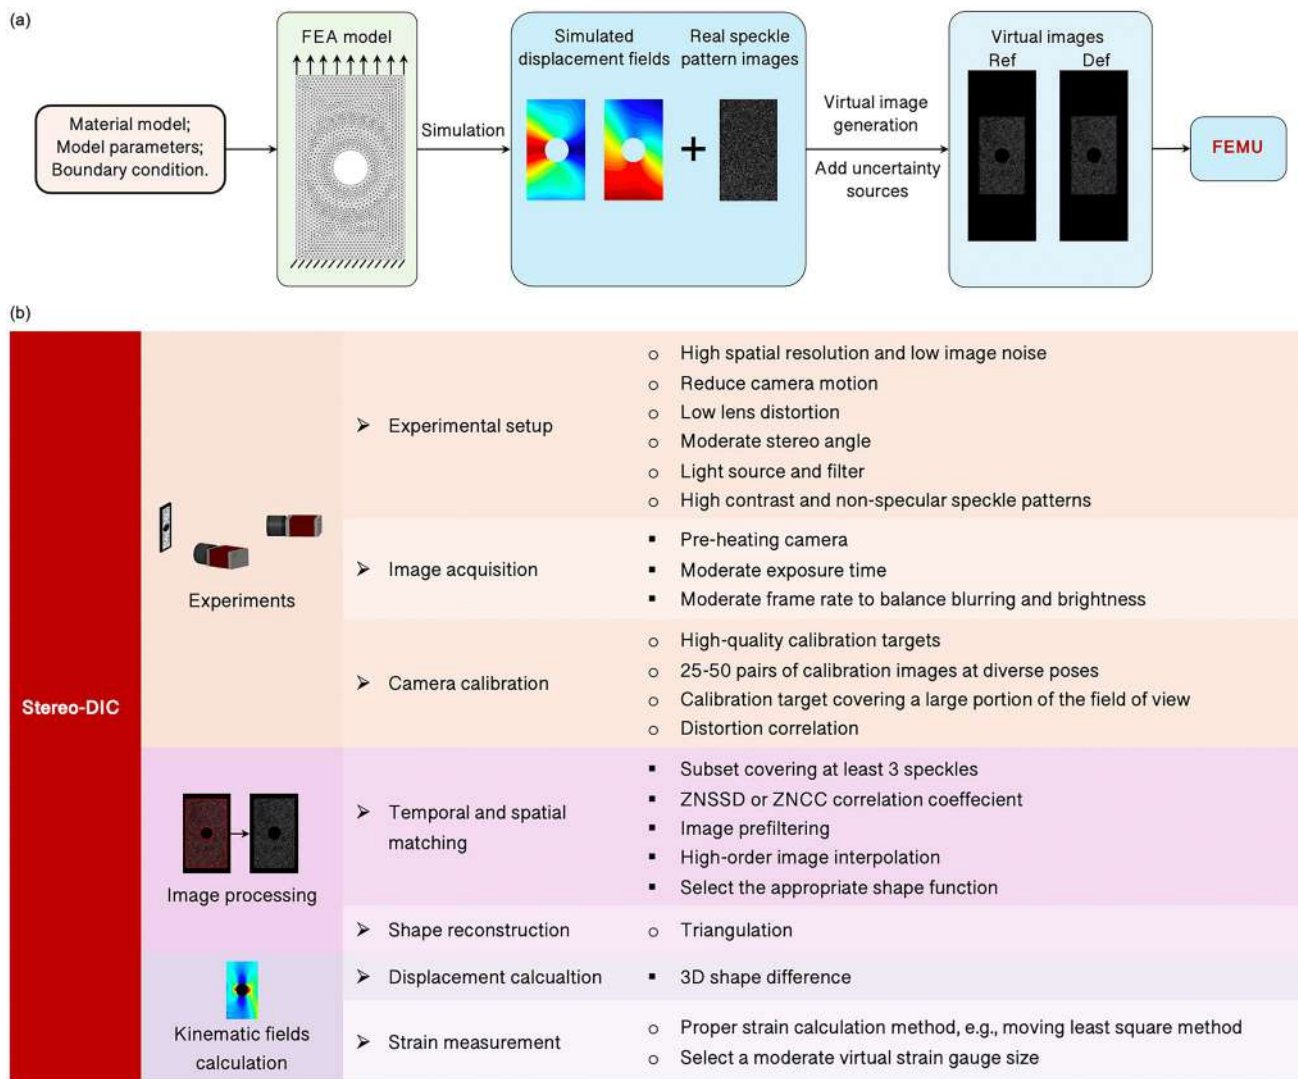 (a)
FEA model
Material model;
Model parameters;
Boundary condition.
Simulation
Simulated
displacement fields
Real speckle
pattern images
Virtual image
generation
Add uncertainty
sources
Virtual images
Ref
Def
FEMU
(b)
Stereo-DIC
Experiments
Experimental setup
High spatial resolution and low image noise
Reduce camera motion
Low lens distortion
Moderate stereo angle
Light source and filter
High contrast and non-specular speckle patterns
Image acquisition
Pre-heating camera
Moderate exposure time
Moderate frame rate to balance blurring and brightness
Camera calibration
High-quality calibration targets
25-50 pairs of calibration images at diverse poses
Calibration target covering a large portion of the field of view
Distortion correlation
Image processing
Temporal and spatial
matching
Subset covering at least 3 speckles
ZNSSD or ZNCC correlation coeffecient
Image prefiltering
High-order image interpolation
Select the appropriate shape function
Shape reconstruction
Triangulation
Kinematic fields
calculation
Displacement calcualtion
3D shape difference
Strain measurement
Proper strain calculation method, e.g., moving least square method
Select a moderate virtual strain gauge size